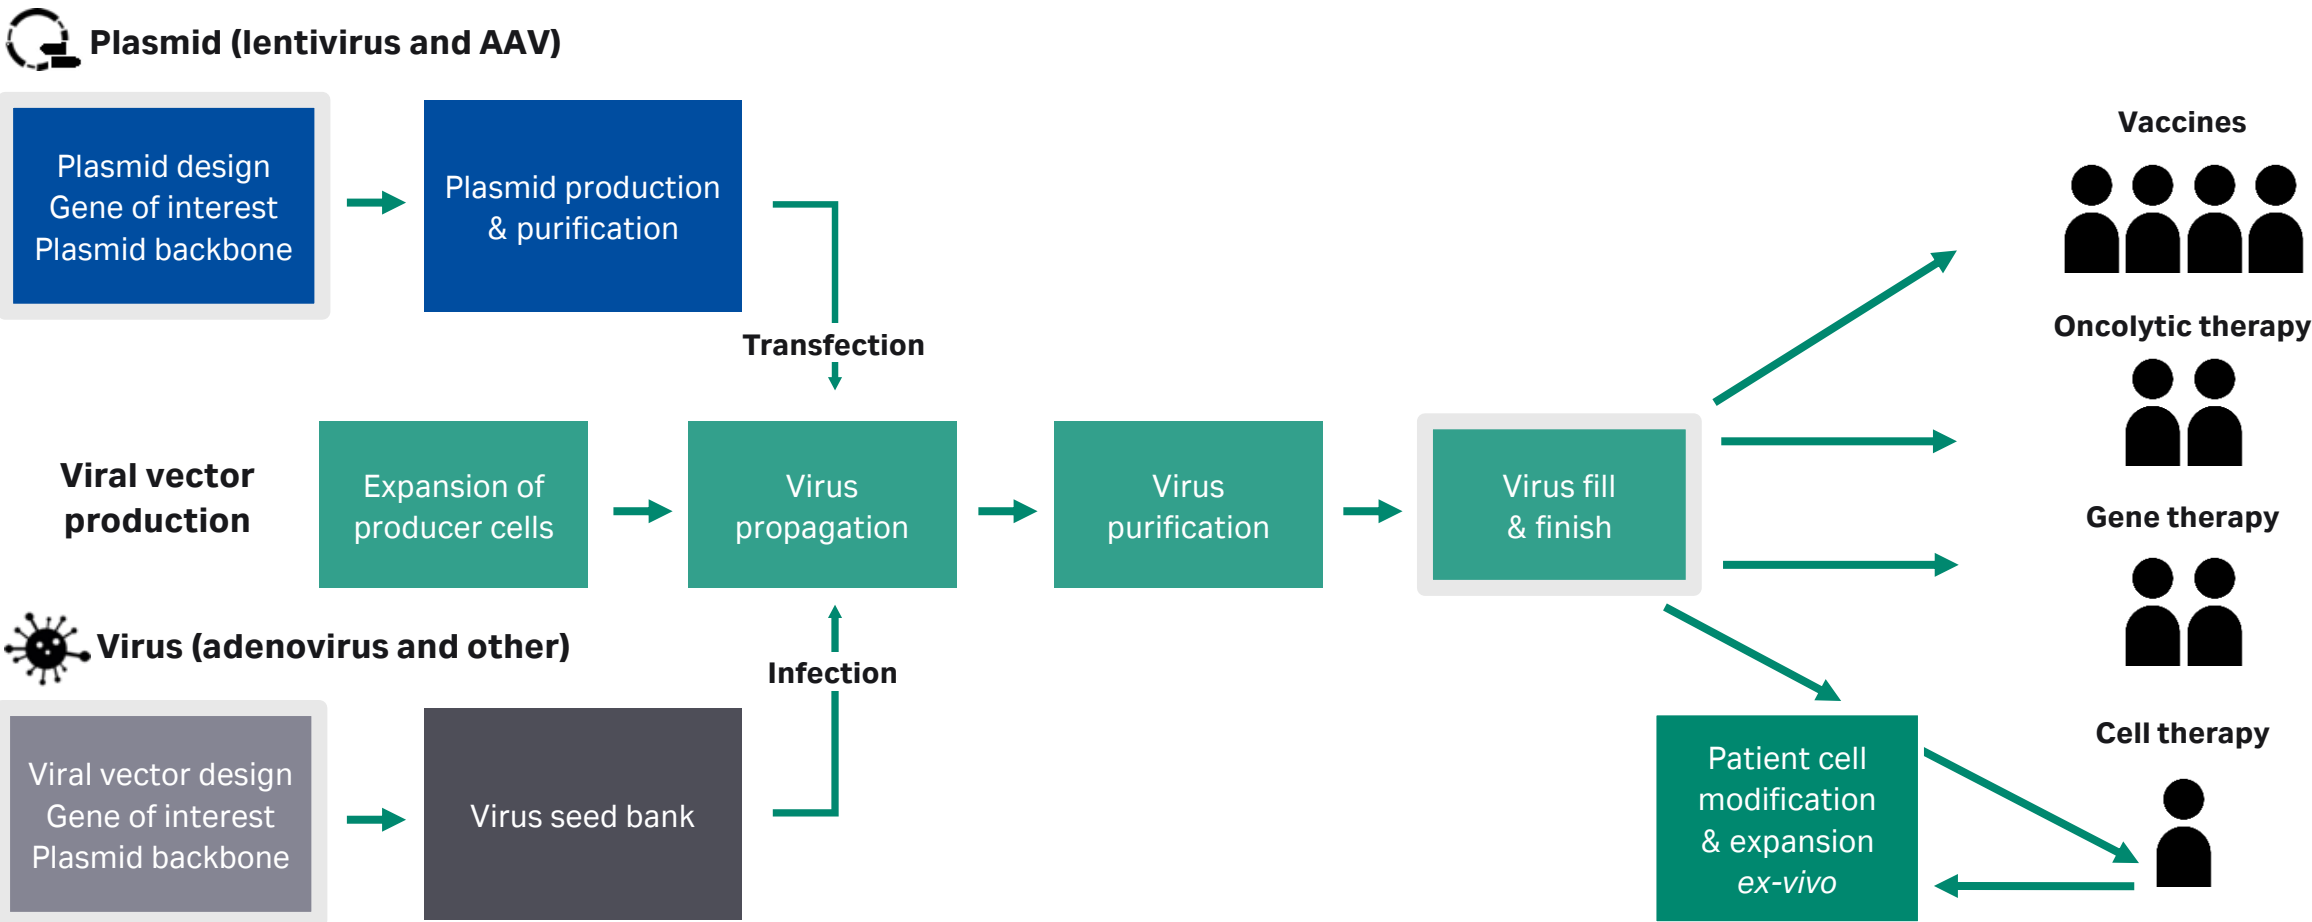 Plasmid (lentivirus and AAV)
Plasmid design
Gene of interest
Plasmid backbone
Plasmid production
& purification
Transfection
Viral vector
production
Expansion of
producer cells
Virus
propagation
Virus
purification
Virus fill
& finish
Virus (adenovirus and other)
Viral vector design
Gene of interest
Plasmid backbone
Virus seed bank
Infection
Vaccines
Oncolytic therapy
Gene therapy
Cell therapy
Patient cell
modification
& expansion
ex-vivo